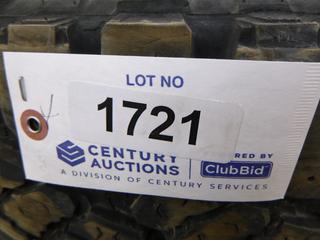 LOT NO
1721
CENTURY
AUCTIONS
RED BY
ClubBid
A DIVISION OF CENTURY SERVICES